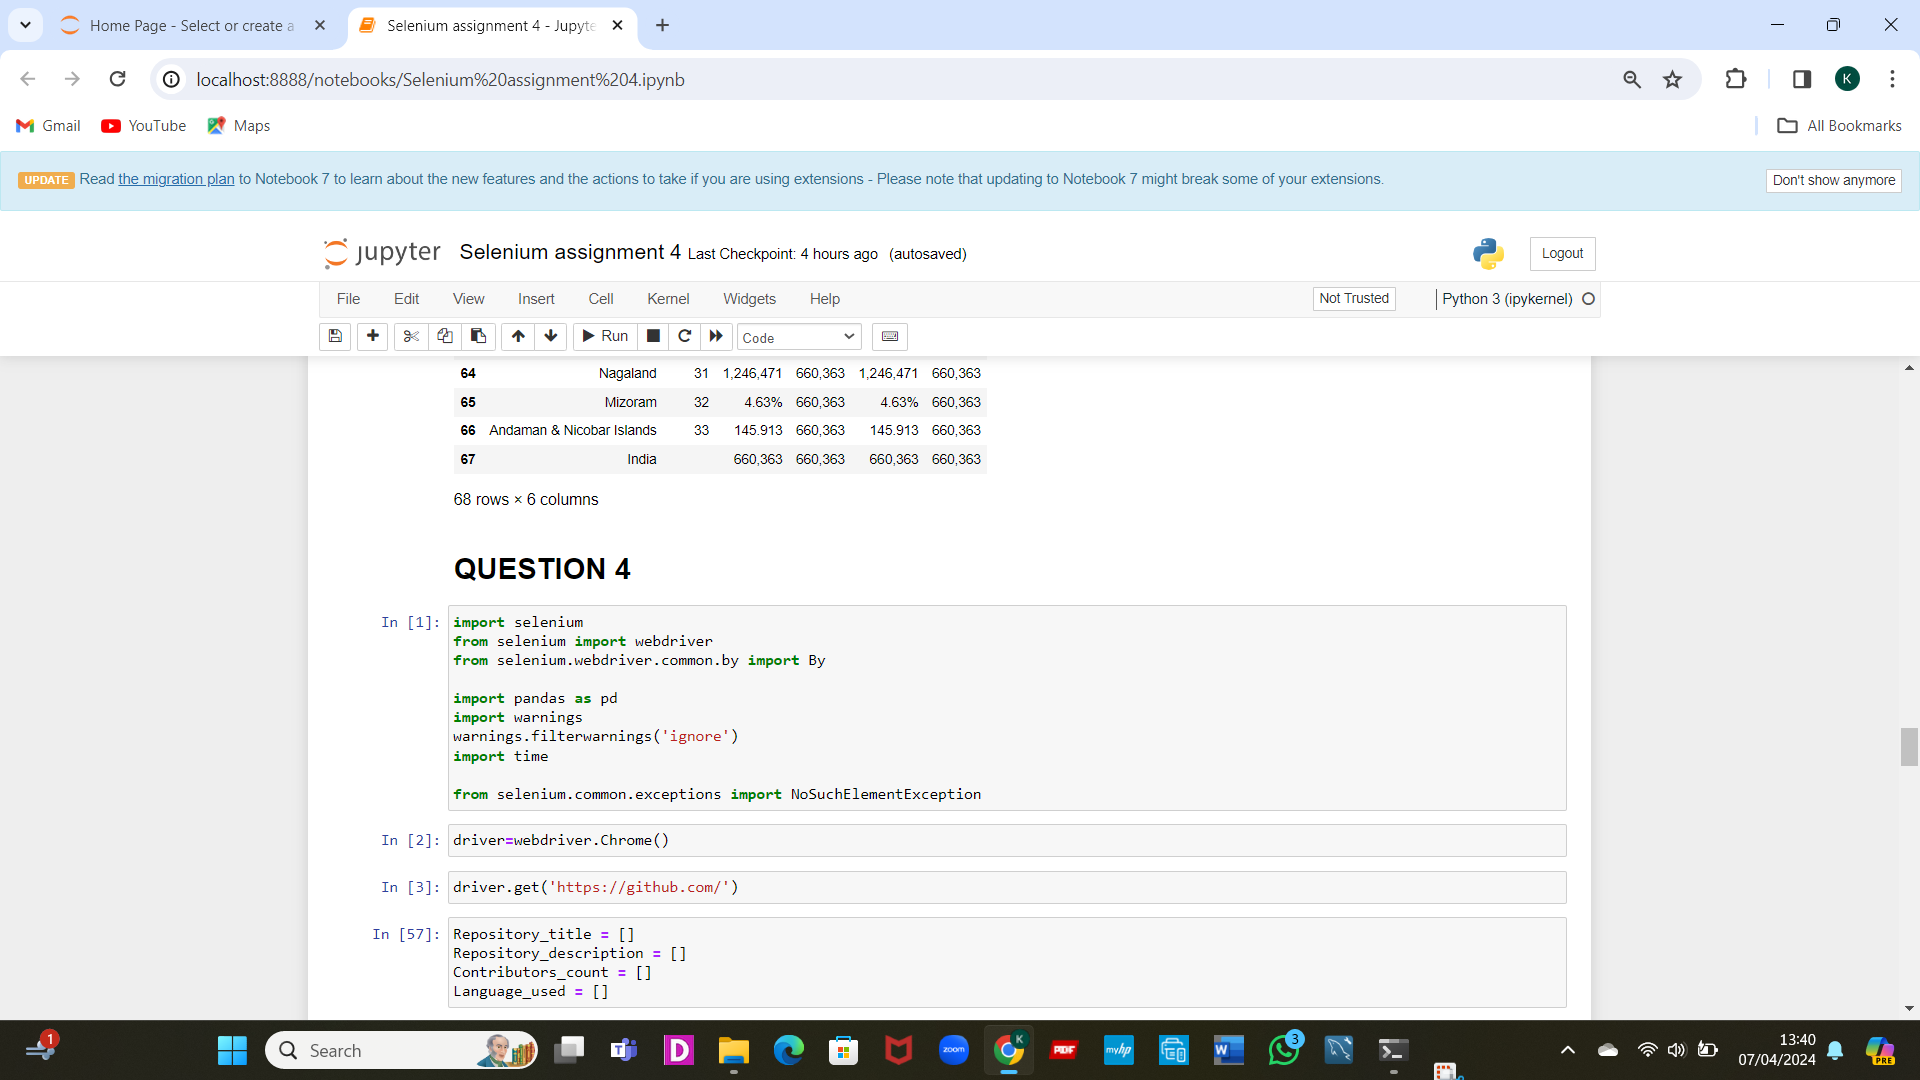 Home Page - Select or create a
Selenium assignment 4 - Jupyte
localhost:8888/notebooks/Selenium%20assignment%204.ipynb
K
Gmail
YouTube
Maps
All Bookmarks
UPDATE Read the migration plan to Notebook 7 to learn about the new features and the actions to take if you are using extensions - Please note that updating to Notebook 7 might break some of your extensions.
Don't show anymore
jupyter Selenium assignment 4 Last Checkpoint: 4 hours ago (autosaved)
Logout
File Edit View Insert Cell Kernel Widgets Help
Not Trusted
Python 3 (ipykernel)
Run
Code
64 Nagaland 31 1,246,471 660,363 1,246,471 660,363
65 Mizoram 32 4.63% 660,363 4.63% 660,363
66 Andaman & Nicobar Islands 33 145.913 660,363 145.913 660,363
67 India 660,363 660,363 660,363 660,363
68 rows × 6 columns
QUESTION 4
In [1]: import selenium
from selenium import webdriver
from selenium.webdriver.common.by import By
import pandas as pd
import warnings
warnings.filterwarnings('ignore')
import time
from selenium.common.exceptions import NoSuchElementException
In [2]: driver=webdriver.Chrome()
In [3]: driver.get('https://github.com/')
In [57]: Repository_title = []
Repository_description = []
Contributors_count = []
Language_used = []
1
Search
D
zoom
K
PDF
myhp
W
3
13:40
07/04/2024
PRE